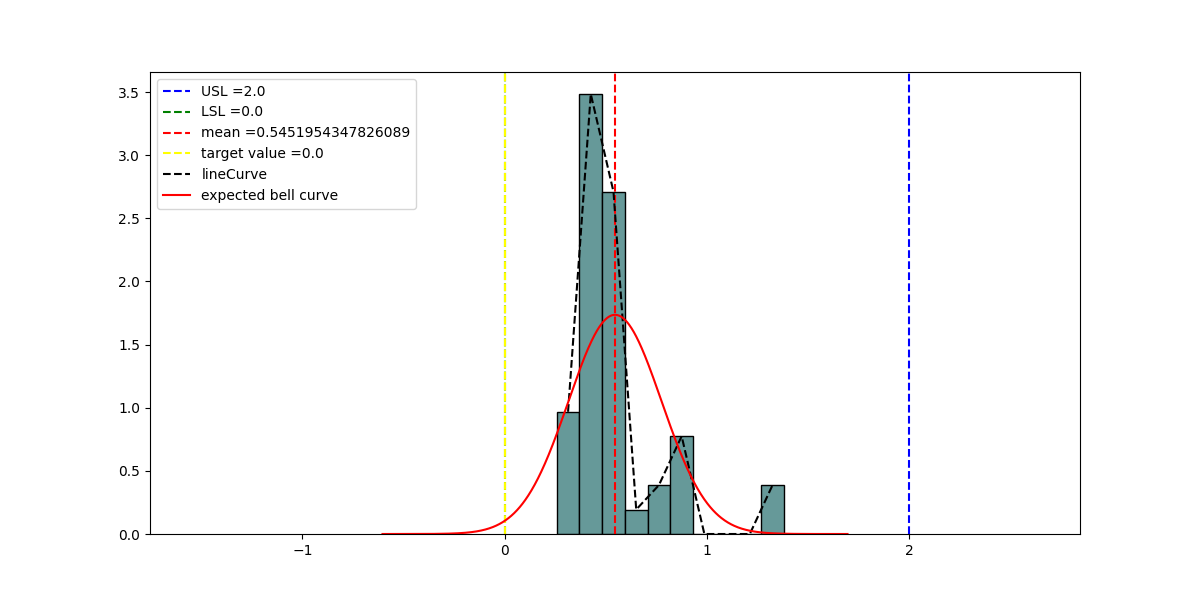 USL =2.0
LSL =0.0
mean =0.5451954347826089
target value =0.0
lineCurve
expected bell curve
3.5
3.0
2.5
2.0
1.5
1.0
0.5
0.0
−1
0
1
2